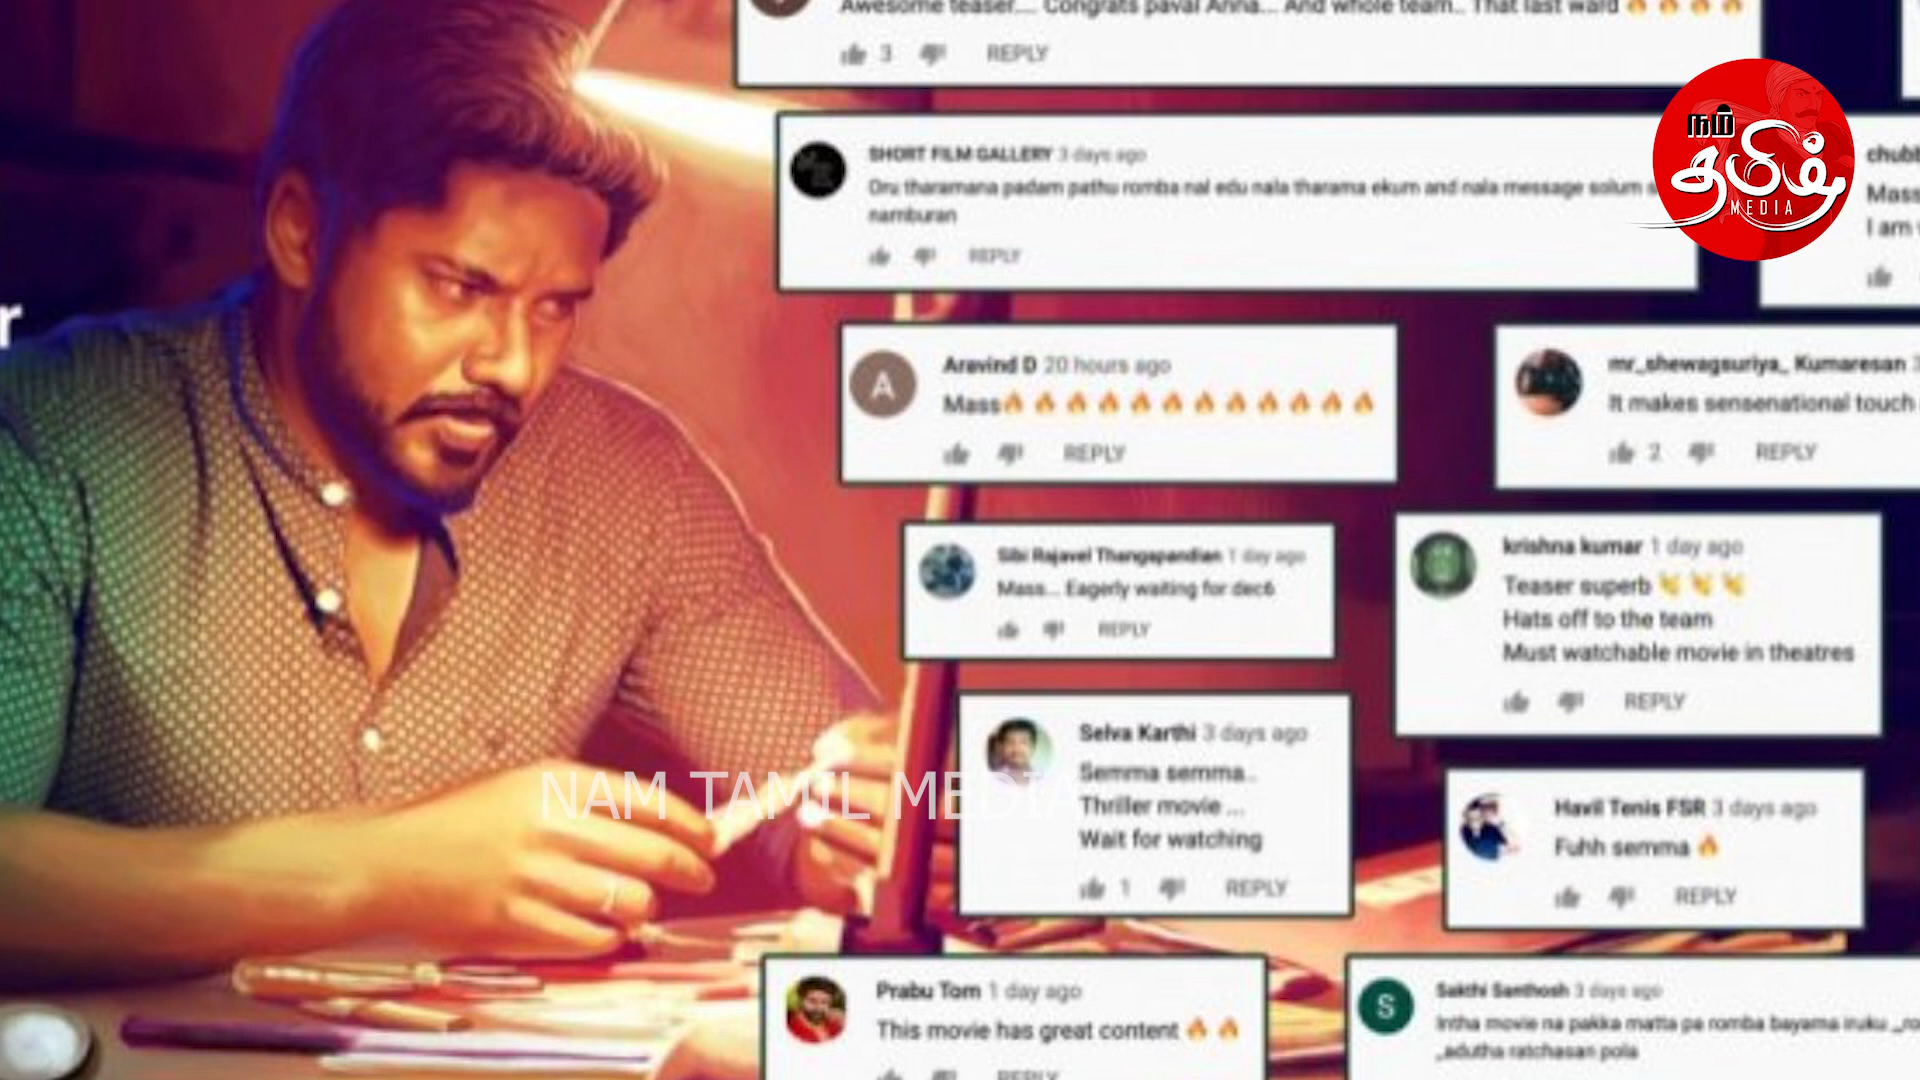 Awesome teaser.... Congrats paval Anna... And whole team.. That last ward 🔥 🔥 🔥 🔥
3 REPLY
நம்
தமிழ்
MEDIA
SHORT FILM GALLERY 3 days ago
Oru tharamana padam pathu romba nal edu nala tharama ekum and nala message solum
namburan
REPLY
chubb
Mass
I am
r
Aravind D 20 hours ago
A
Mass🔥 🔥 🔥 🔥 🔥 🔥 🔥 🔥 🔥 🔥 🔥 🔥
REPLY
mr_shewagsuriya_ Kumaresan 3
It makes sensenational touch
2 REPLY
Sibi Rajavel Thangapandian 1 day ago
Mass... Eagerly waiting for dec6
REPLY
krishna kumar 1 day ago
Teaser superb 👏 👏 👏
Hats off to the team
Must watchable movie in theatres
REPLY
Selva Karthi 3 days ago
Semma semma..
Thriller movie ...
Wait for watching
1 REPLY
NAM TAMIL MEDIA
Havil Tenis FSR 3 days ago
Fuhh semma 🔥
REPLY
Prabu Tom 1 day ago
This movie has great content 🔥 🔥
REPLY
S
Sakthi Santhosh 3 days ago
Intha movie na pakka matta pa romba bayama iruku _ro
_adutha ratchasan pola